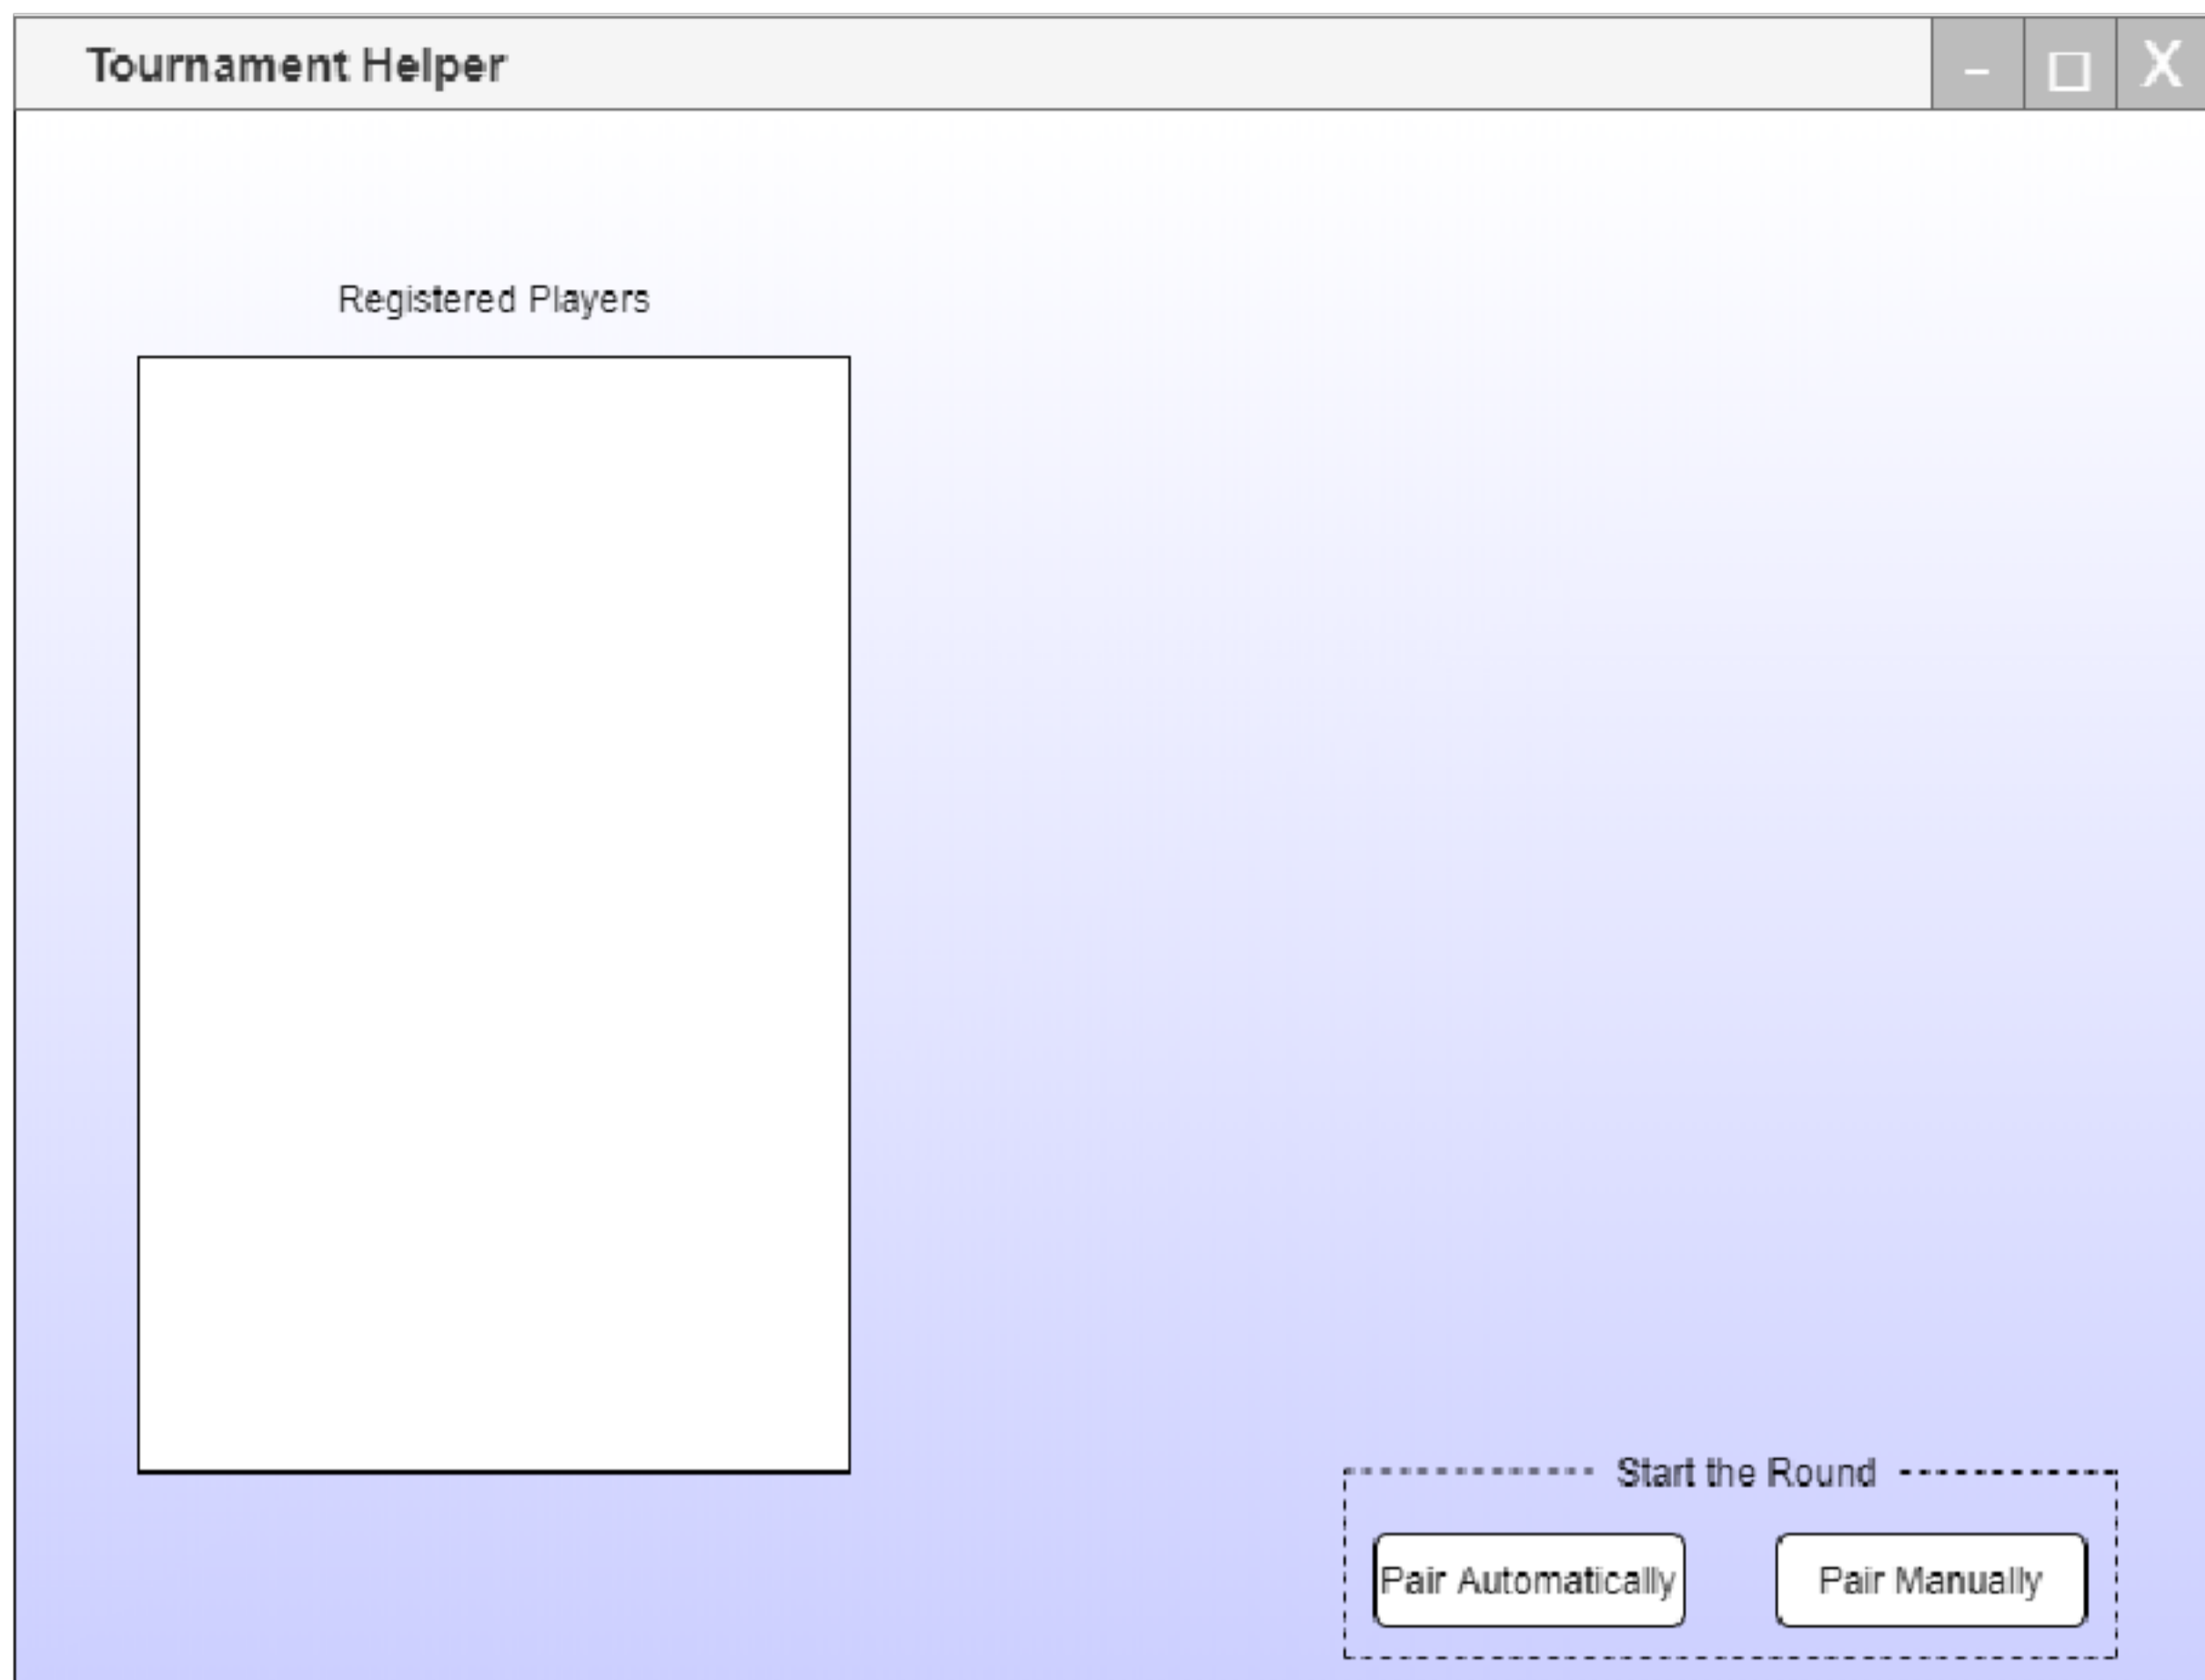 Tournament Helper
Registered Players
Start the Round
Pair Automatically
Pair Manually